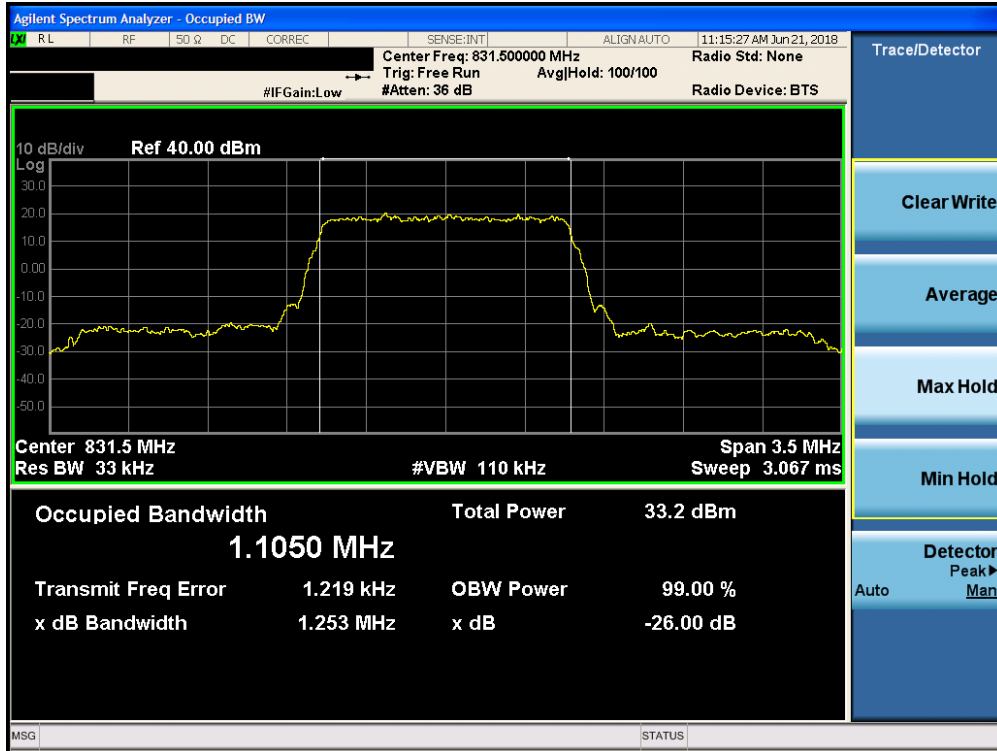 Agilent Spectrum Analyzer - Occupied BW
LXI RL RF 50 Ω DC CORREC SENSE:INT ALIGN AUTO 11:15:27 AM Jun 21, 2018
Center Freq: 831.500000 MHz Radio Std: None
Trig: Free Run Avg|Hold: 100/100
#IFGain:Low #Atten: 36 dB Radio Device: BTS
10 dB/div Ref 40.00 dBm
Log
30.0
20.0
10.0
0.00
-10.0
-20.0
-30.0
-40.0
-50.0
Center 831.5 MHz Span 3.5 MHz
Res BW 33 kHz #VBW 110 kHz Sweep 3.067 ms
Occupied Bandwidth Total Power 33.2 dBm
1.1050 MHz
Transmit Freq Error 1.219 kHz OBW Power 99.00 %
x dB Bandwidth 1.253 MHz x dB -26.00 dB
MSG STATUS
Trace/Detector
Clear Write
Average
Max Hold
Min Hold
Detector
Peak▶
Auto Man